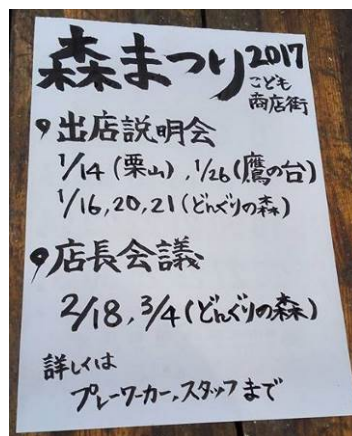 森まつり2017
こども
商店街
出店説明会
1/14(栗山),1/26(鷹の台)
1/16,20,21(どんぐりの森)
店長会議
2/18,3/4(どんぐりの森)
詳しくは
プレーワーカー,スタッフまで